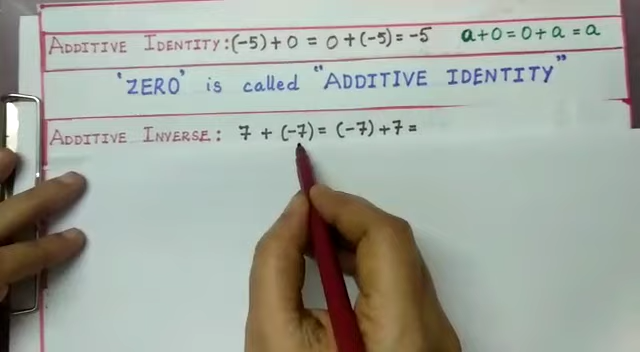 ADDITIVE IDENTITY: (-5) + 0 = 0 + (-5) = -5 a + 0 = 0 + a = a
'ZERO' is called "ADDITIVE IDENTITY"
ADDITIVE INVERSE: 7 + (-7) = (-7) + 7 =